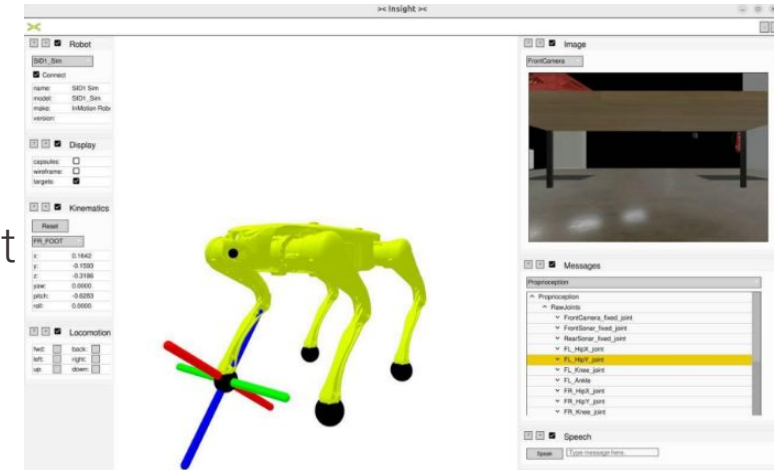 >< Insight ><
t
Robot
SID1_Sim
Connect
name: SID1 Sim
model: SID1_Sim
make: InMotion Robo
version:
Display
capsules:
wireframe:
targets:
Kinematics
Reset
FR_FOOT
x: 0.1642
y: -0.1593
z: -0.3186
yaw: 0.0000
pitch: -0.6283
roll: 0.0000
Locomotion
fwd: back:
left: right:
up: down:
Image
FrontCamera
Messages
Proprioception
Proprioception
RawJoints
FrontCamera_fixed_joint
FrontSonar_fixed_joint
RearSonar_fixed_joint
FL_HipX_joint
FL_HipY_joint
FL_Knee_joint
FL_Ankle
FR_HipX_joint
FR_HipY_joint
FR_Knee_joint
Speech
Speak Type message here.